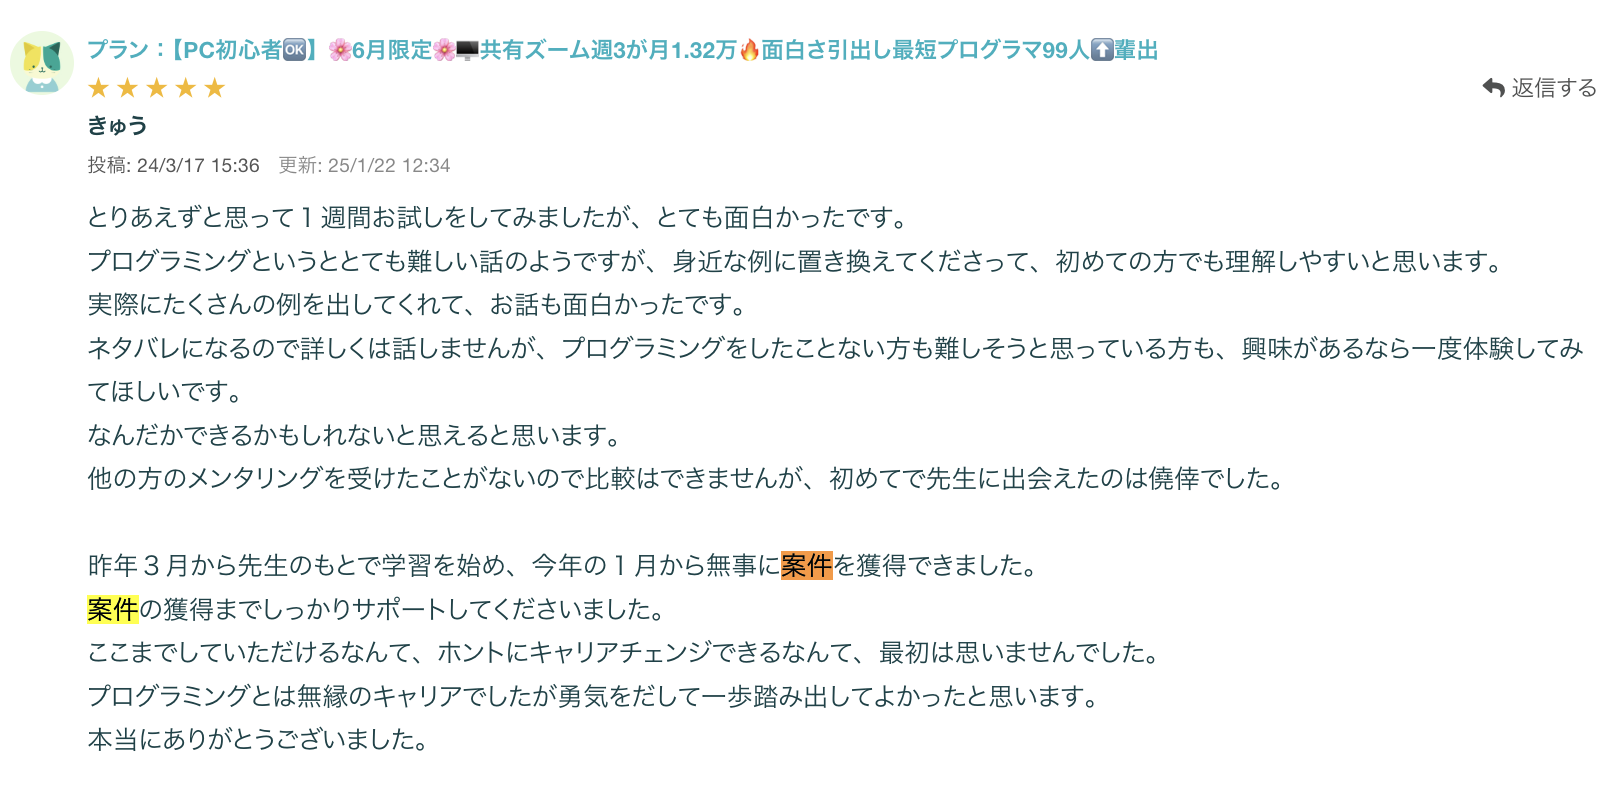 プラン：【PC初心者🆗】🌸6月限定🌸🖥️共有ズーム週3が月1.32万🔥面白さ引出し最短プログラマ99人⬆️輩出
★★★★★
返信する
きゅう
投稿: 24/3/17 15:36 更新: 25/1/22 12:34
とりあえずと思って１週間お試しをしてみましたが、とても面白かったです。
プログラミングというととても難しい話のようですが、身近な例に置き換えてくださって、初めての方でも理解しやすいと思います。
実際にたくさんの例を出してくれて、お話も面白かったです。
ネタバレになるので詳しくは話しませんが、プログラミングをしたことない方も難しそうと思っている方も、興味があるなら一度体験してみ
てほしいです。
なんだかできるかもしれないと思えると思います。
他の方のメンタリングを受けたことがないので比較はできませんが、初めてで先生に出会えたのは僥倖でした。
昨年３月から先生のもとで学習を始め、今年の１月から無事に案件を獲得できました。
案件の獲得までしっかりサポートしてくださいました。
ここまでしていただけるなんて、ホントにキャリアチェンジできるなんて、最初は思いませんでした。
プログラミングとは無縁のキャリアでしたが勇気をだして一歩踏み出してよかったと思います。
本当にありがとうございました。